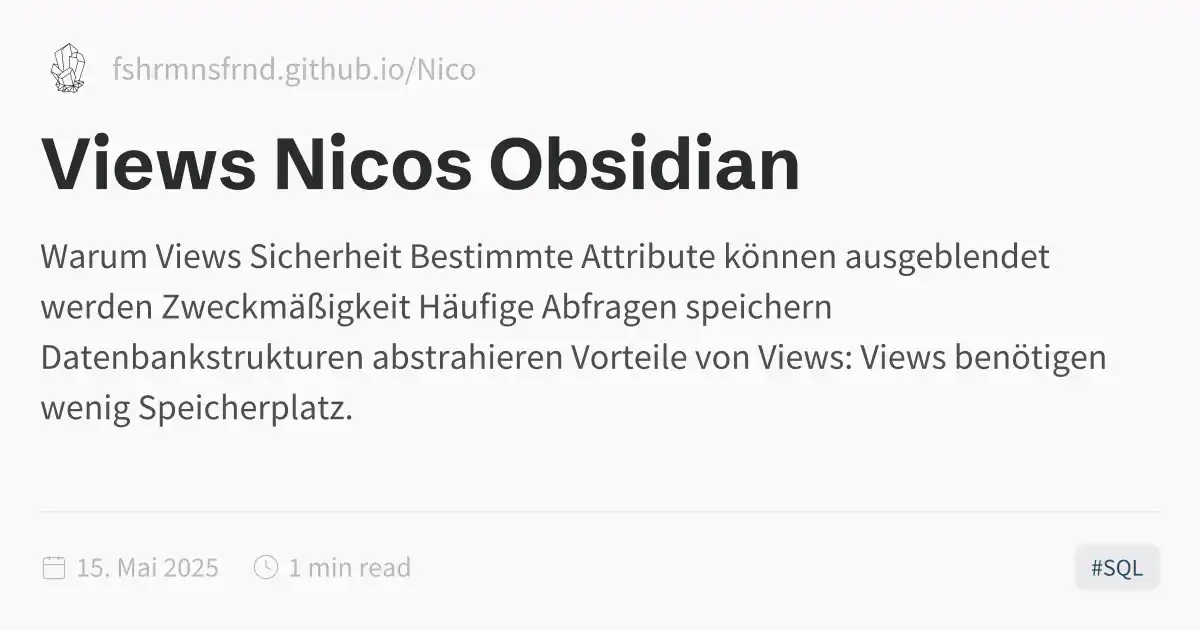 fshrmnsfrnd.github.io/Nico
Views Nicos Obsidian
Warum Views Sicherheit Bestimmte Attribute können ausgeblendet
werden Zweckmäßigkeit Häufige Abfragen speichern
Datenbankstrukturen abstrahieren Vorteile von Views: Views benötigen
wenig Speicherplatz.
15. Mai 2025 1 min read #SQL